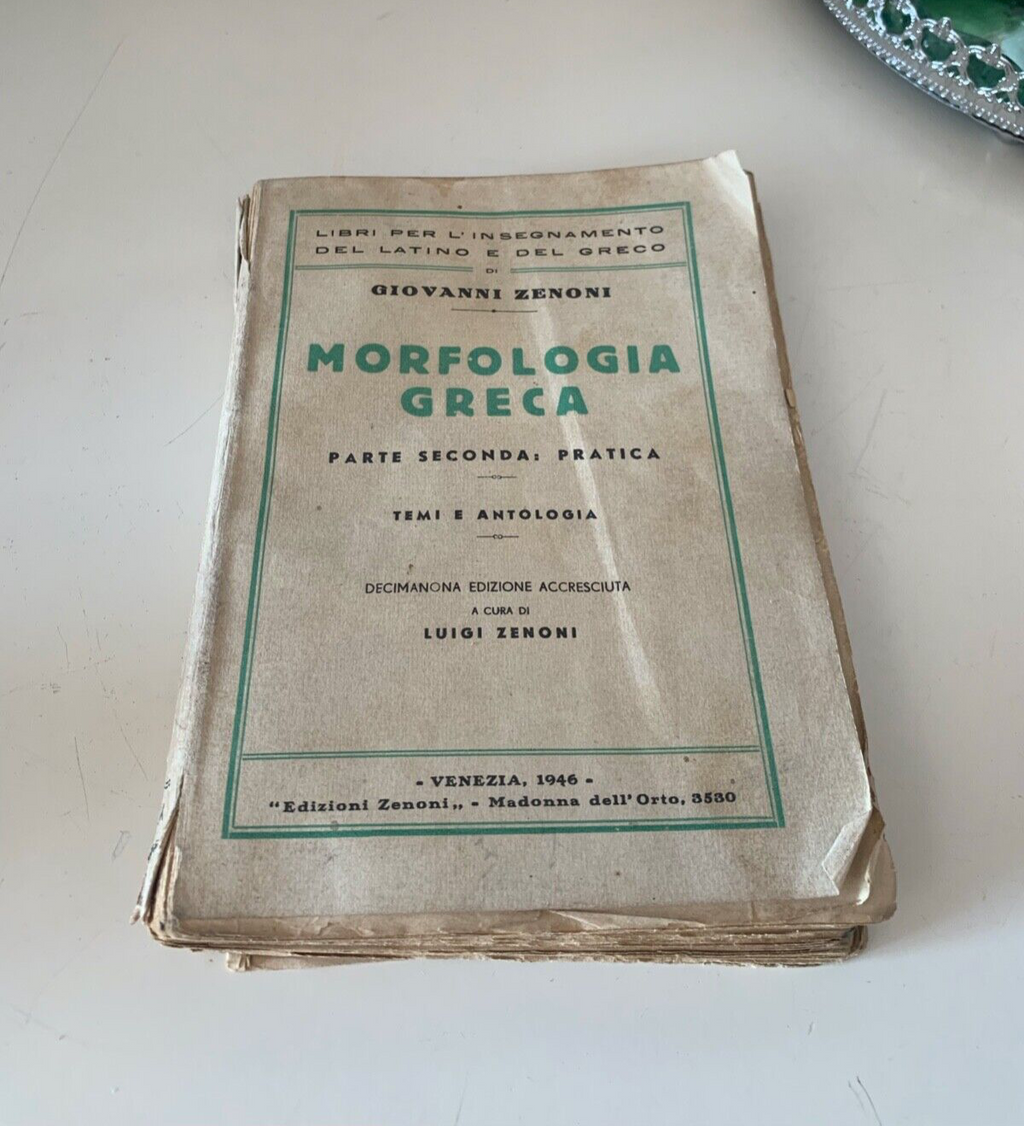 LIBRI PER L'INSEGNAMENTO
DEL LATINO E DEL GRECO
DI
GIOVANNI ZENONI
MORFOLOGIA
GRECA
PARTE SECONDA: PRATICA
TEMI E ANTOLOGIA
DECIMANONA EDIZIONE ACCRESCIUTA
A CURA DI
LUIGI ZENONI
- VENEZIA, 1946 -
“Edizioni Zenoni„ - Madonna dell'Orto, 3530